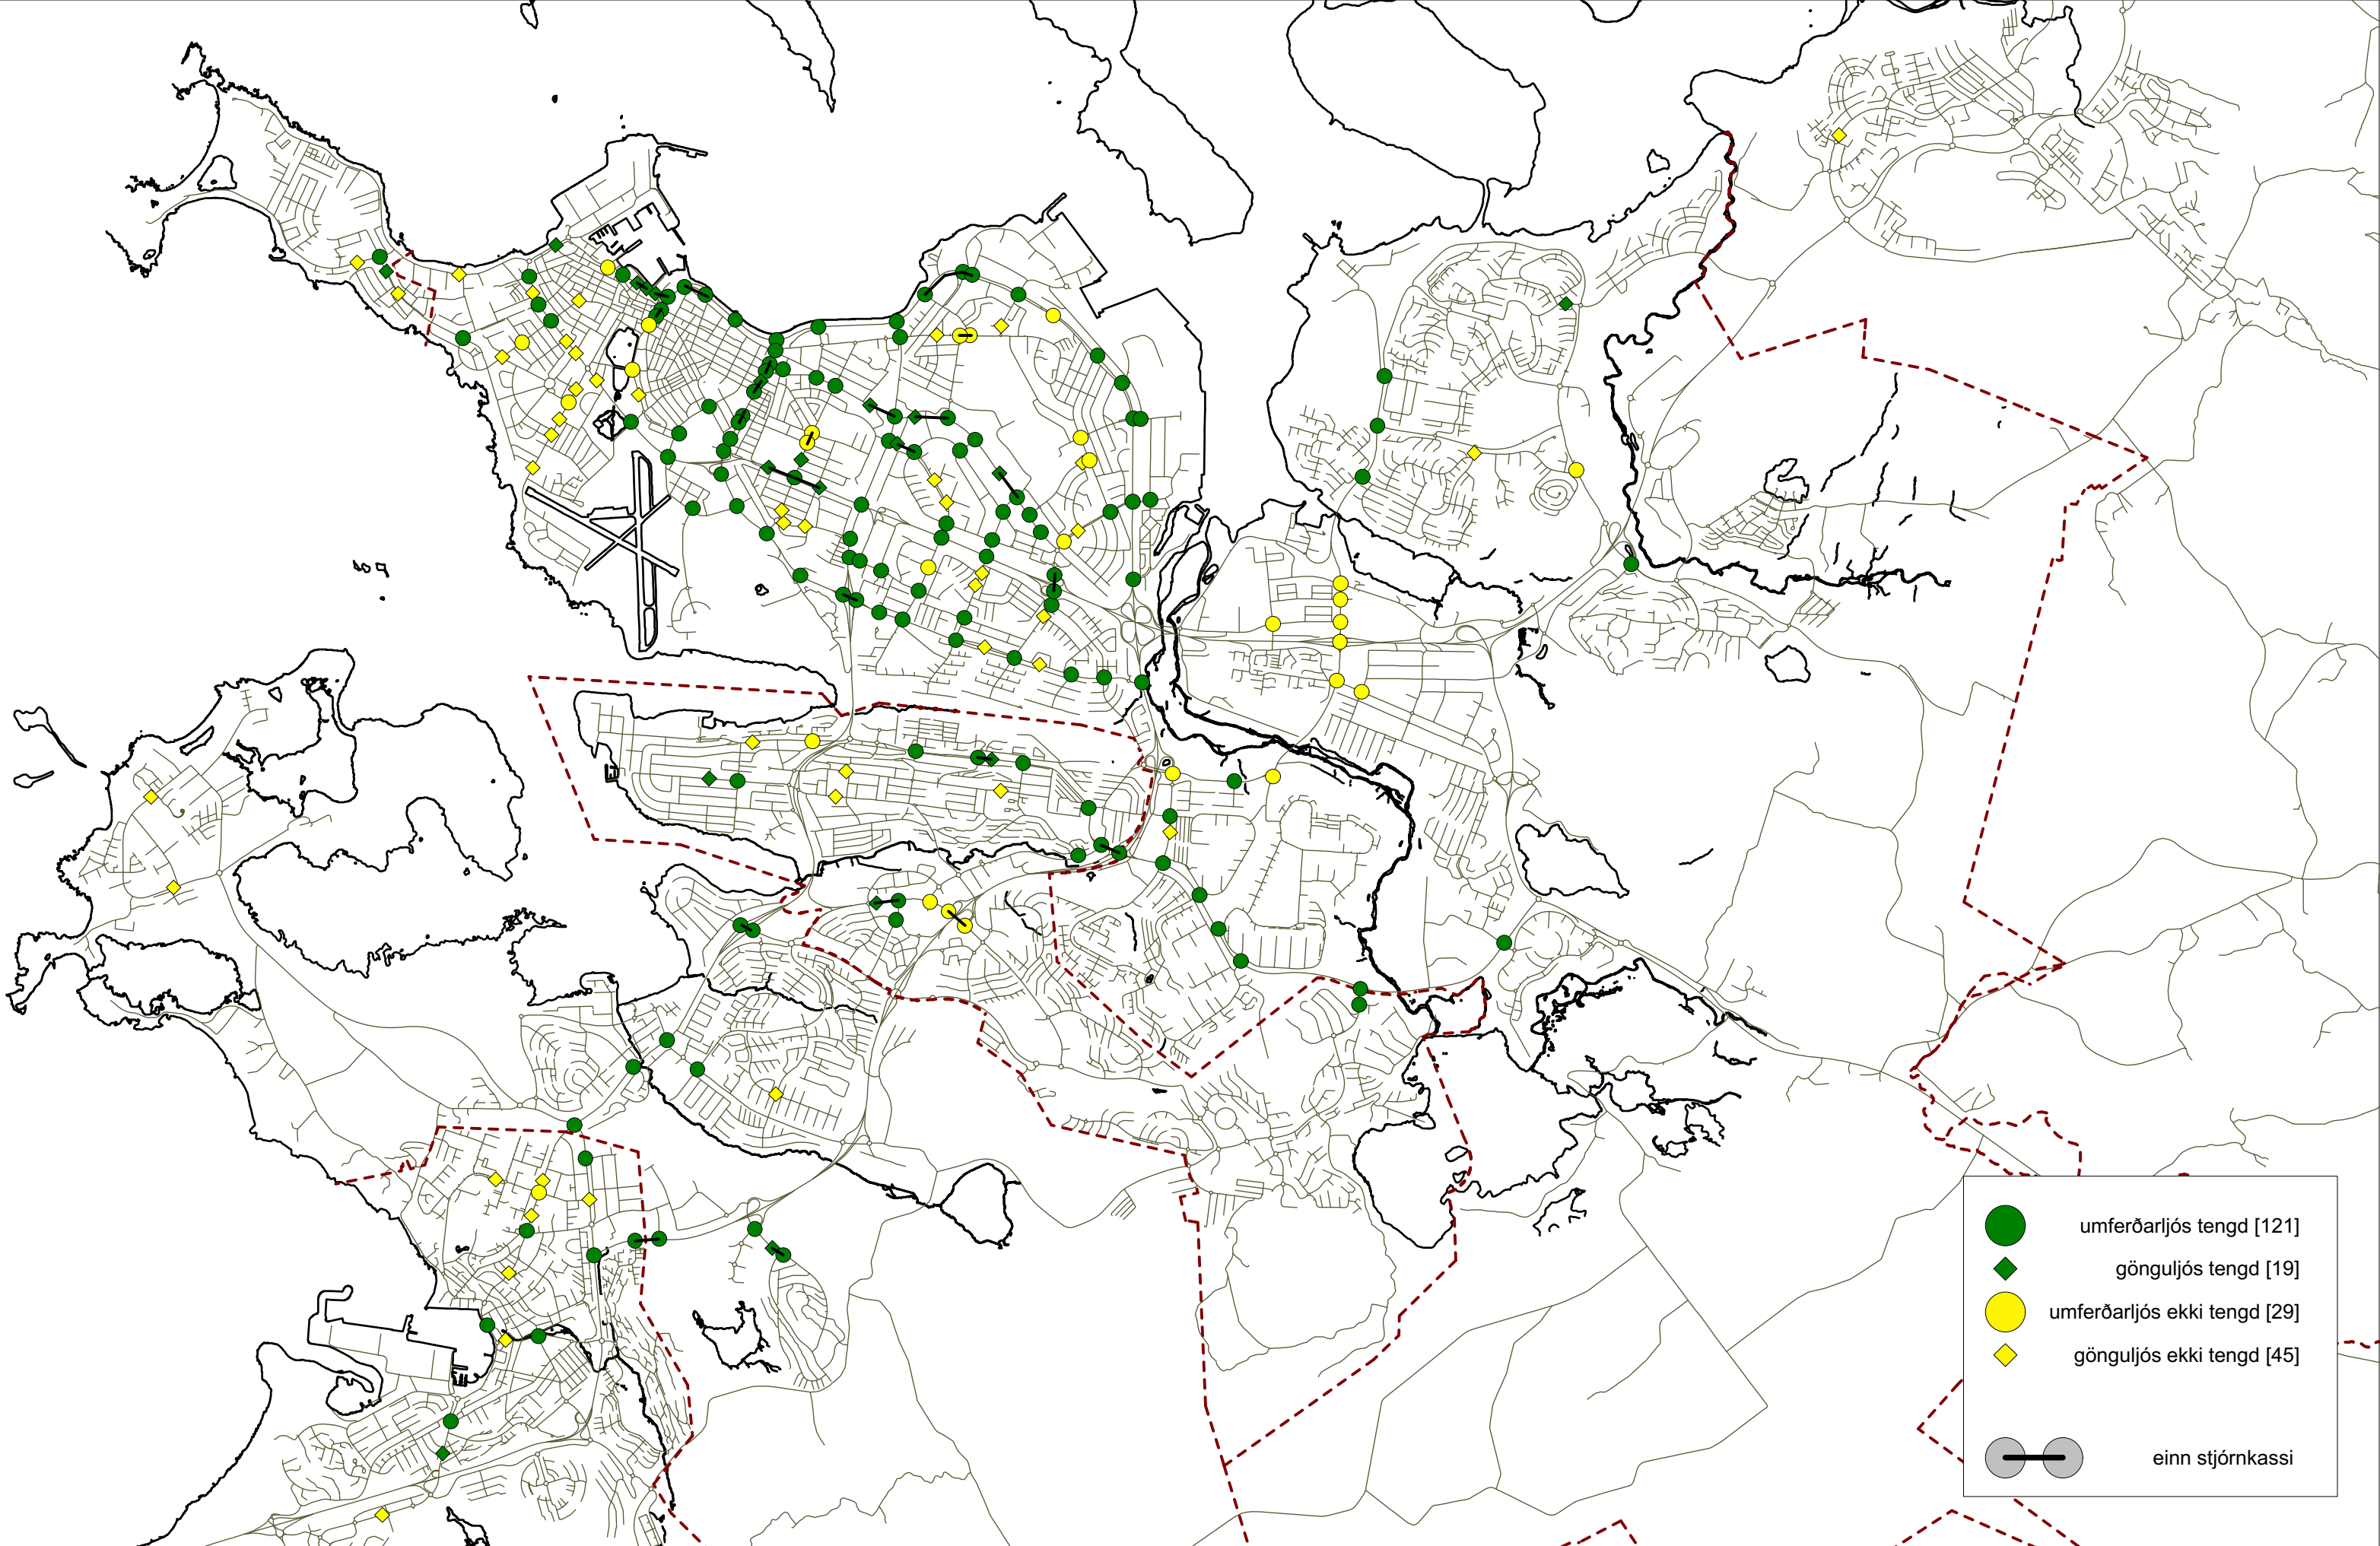 umferðarljós tengd [121]
gönguljós tengd [19]
umferðarljós ekki tengd [29]
gönguljós ekki tengd [45]
einn stjórnkassi